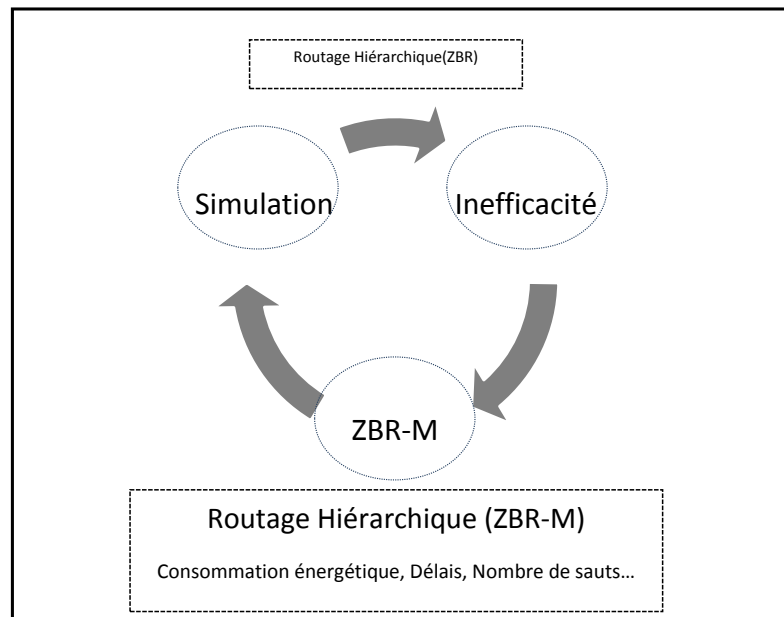 Routage Hiérarchique(ZBR)
Simulation
Inefficacité
ZBR-M
Routage Hiérarchique (ZBR-M)
Consommation énergétique, Délais, Nombre de sauts…